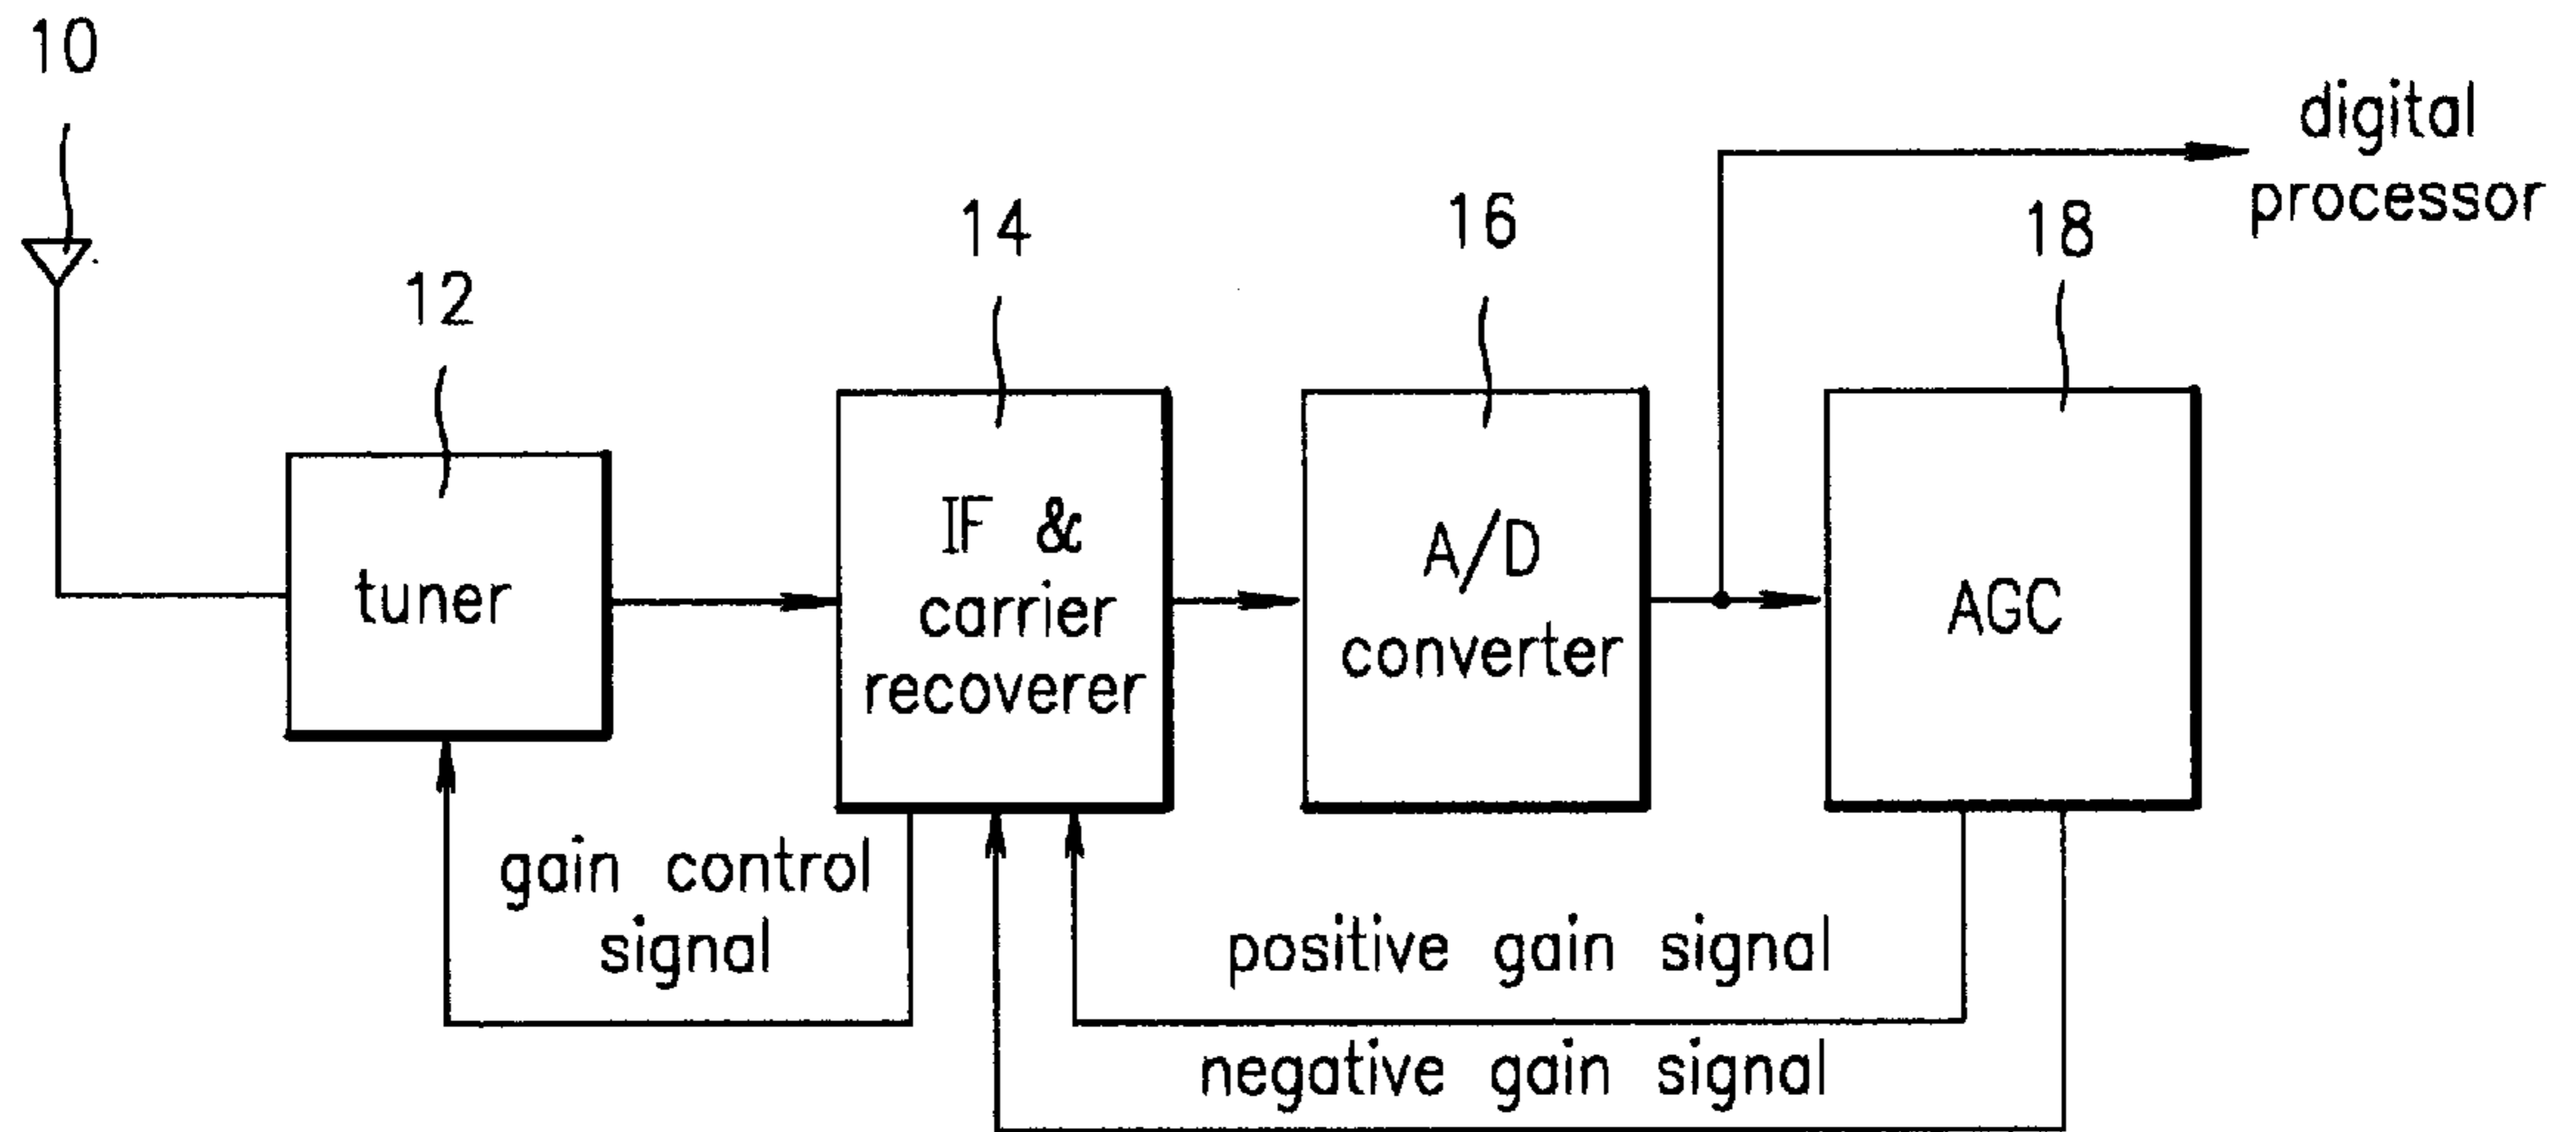 10
digital
processor
12
14
16
18
tuner
IF &
carrier
recoverer
A/D
converter
AGC
gain control
signal
positive gain signal
negative gain signal